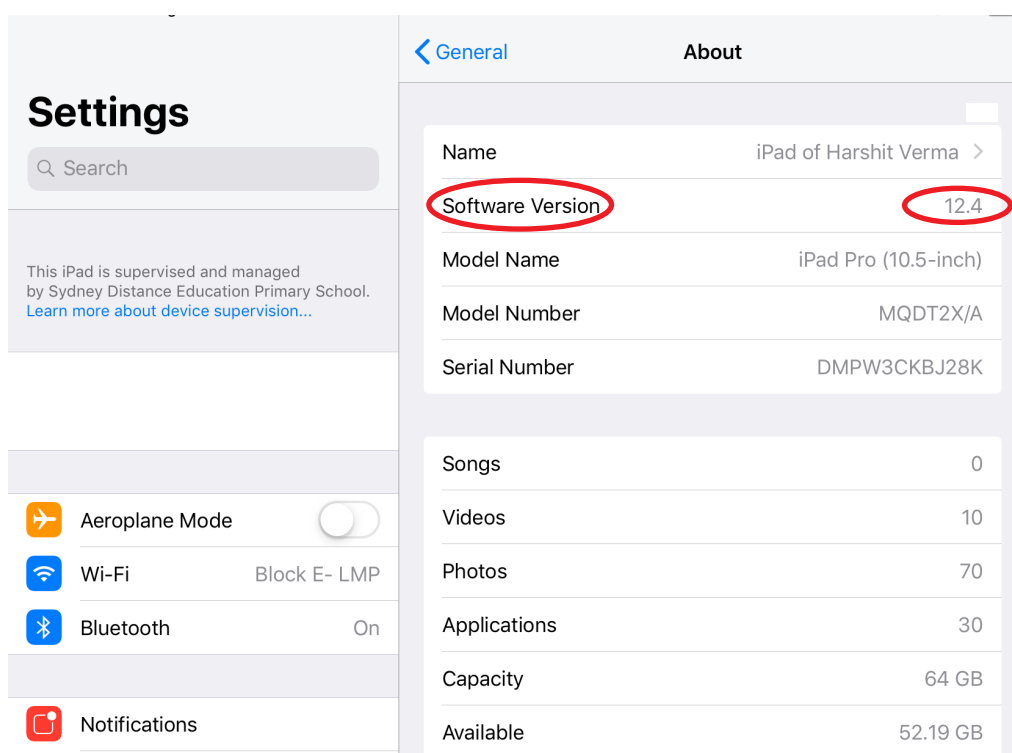 Settings
Search
This iPad is supervised and managed
by Sydney Distance Education Primary School.
Learn more about device supervision...
Aeroplane Mode
Wi-Fi Block E- LMP
Bluetooth On
Notifications
General About
Name iPad of Harshit Verma
Software Version 12.4
Model Name iPad Pro (10.5-inch)
Model Number MQDT2X/A
Serial Number DMPW3CKBJ28K
Songs 0
Videos 10
Photos 70
Applications 30
Capacity 64 GB
Available 52.19 GB